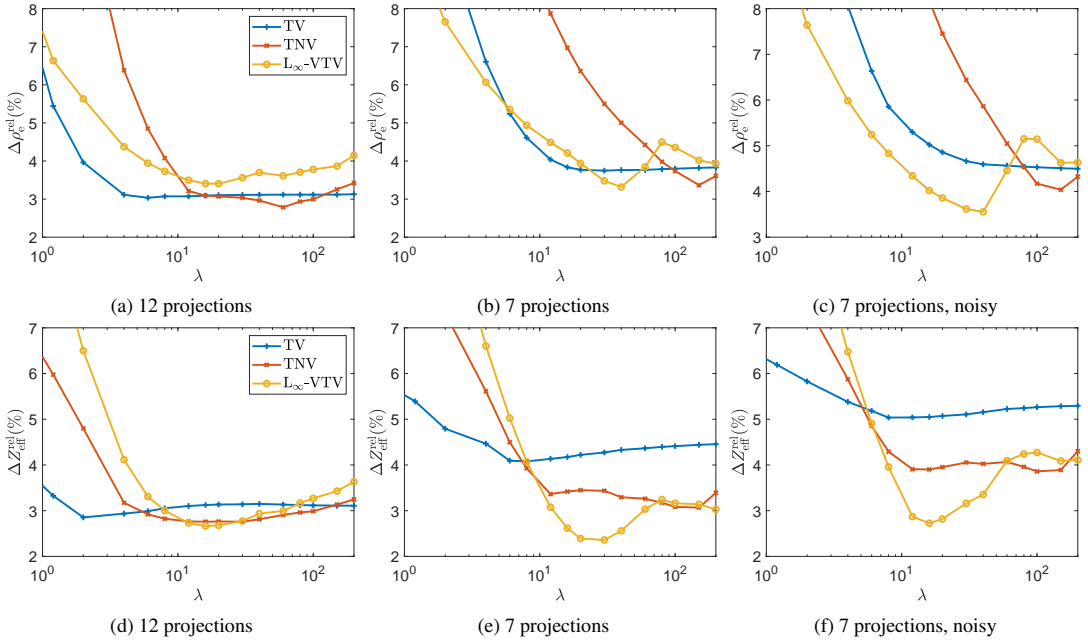 8
7
6
5
4
3
2
Δρ_e^rel(%)
TV
TNV
L∞-VTV
10^0
10^1
10^2
λ
(a) 12 projections
8
7
6
5
4
3
2
Δρ_e^rel(%)
10^0
10^1
10^2
λ
(b) 7 projections
8
7
6
5
4
3
Δρ_e^rel(%)
10^0
10^1
10^2
λ
(c) 7 projections, noisy
7
6
5
4
3
2
ΔZ_eff^rel(%)
TV
TNV
L∞-VTV
10^0
10^1
10^2
λ
(d) 12 projections
7
6
5
4
3
2
ΔZ_eff^rel(%)
10^0
10^1
10^2
λ
(e) 7 projections
7
6
5
4
3
2
ΔZ_eff^rel(%)
10^0
10^1
10^2
λ
(f) 7 projections, noisy